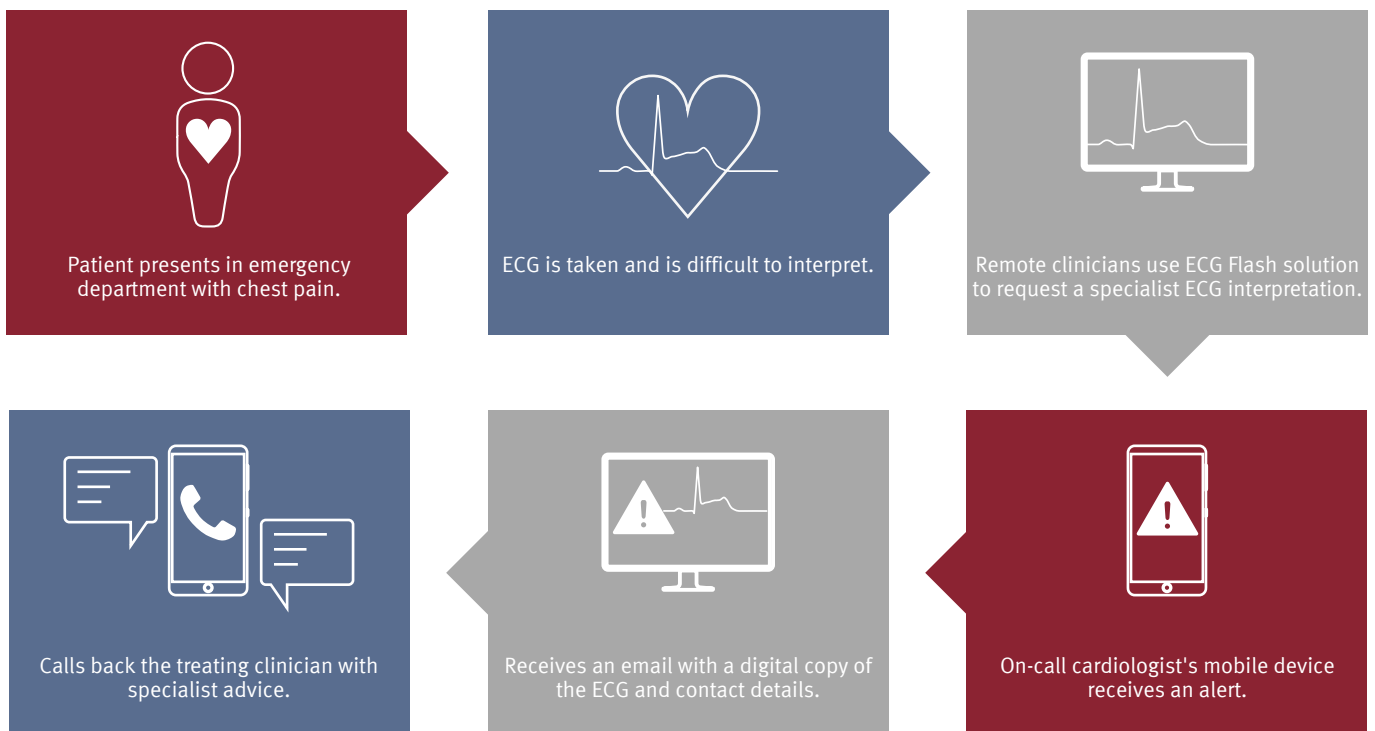 Patient presents in emergency
department with chest pain.
ECG is taken and is difficult to interpret.
Remote clinicians use ECG Flash solution
to request a specialist ECG interpretation.
On-call cardiologist's mobile device
receives an alert.
Receives an email with a digital copy of
the ECG and contact details.
Calls back the treating clinician with
specialist advice.